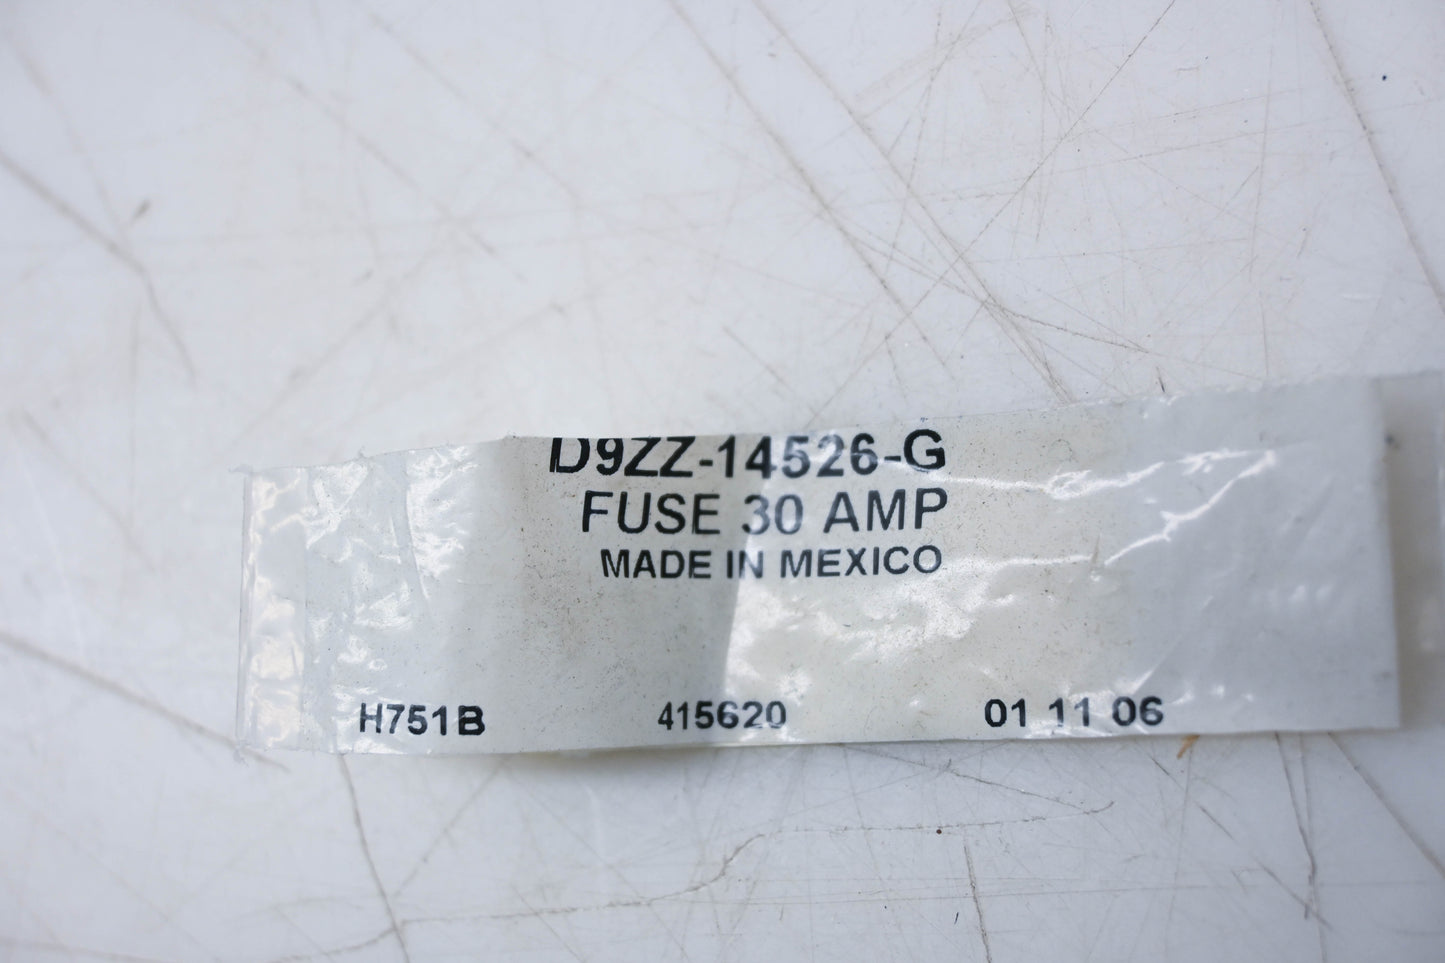 D9ZZ-14526-G
FUSE 30 AMP
MADE IN MEXICO
H751B 415620 01 11 06